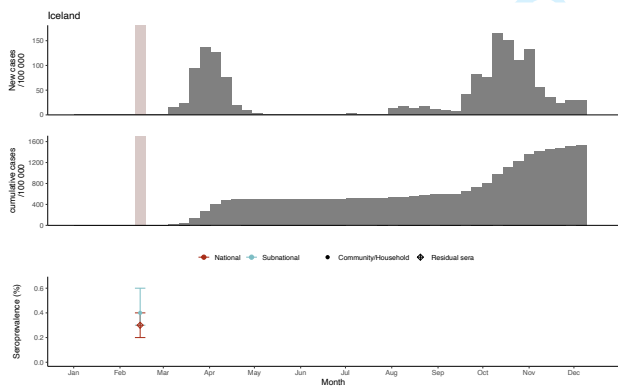 Iceland
New cases
/100 000
150
100
50
0
cumulative cases
/100 000
1600
1200
800
400
0
National
Subnational
Community/Household
Residual sera
Seroprevalence (%)
0.6
0.4
0.2
0.0
Jan
Feb
Mar
Apr
May
Jun
Jul
Aug
Sep
Oct
Nov
Dec
Month